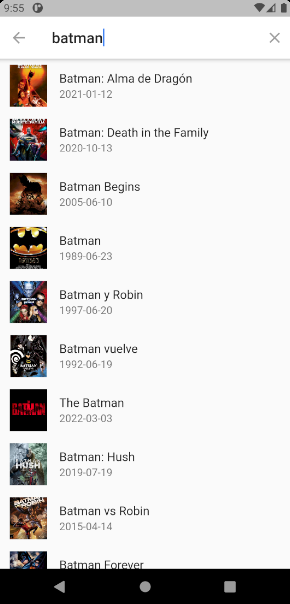 9:55
batman
Batman: Alma de Dragón
2021-01-12
Batman: Death in the Family
2020-10-13
Batman Begins
2005-06-10
Batman
1989-06-23
Batman y Robin
1997-06-20
Batman vuelve
1992-06-19
The Batman
2022-03-03
Batman: Hush
2019-07-19
HUSH
Batman vs Robin
2015-04-14
Batman Forever